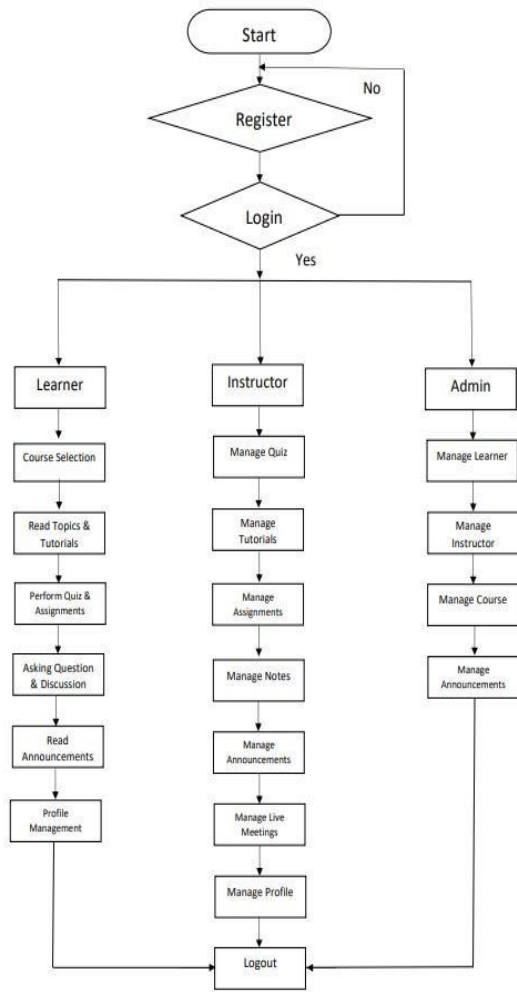 Start
No
Register
Login
Yes
Learner
Instructor
Admin
Course Selection
Manage Quiz
Manage Learner
Read Topics &
Tutorials
Manage
Tutorials
Manage
Instructor
Perform Quiz &
Assignments
Manage
Assignments
Manage Course
Asking Question
& Discussion
Manage Notes
Manage
Announcements
Read
Announcements
Manage
Announcements
Profile
Management
Manage Live
Meetings
Manage Profile
Logout